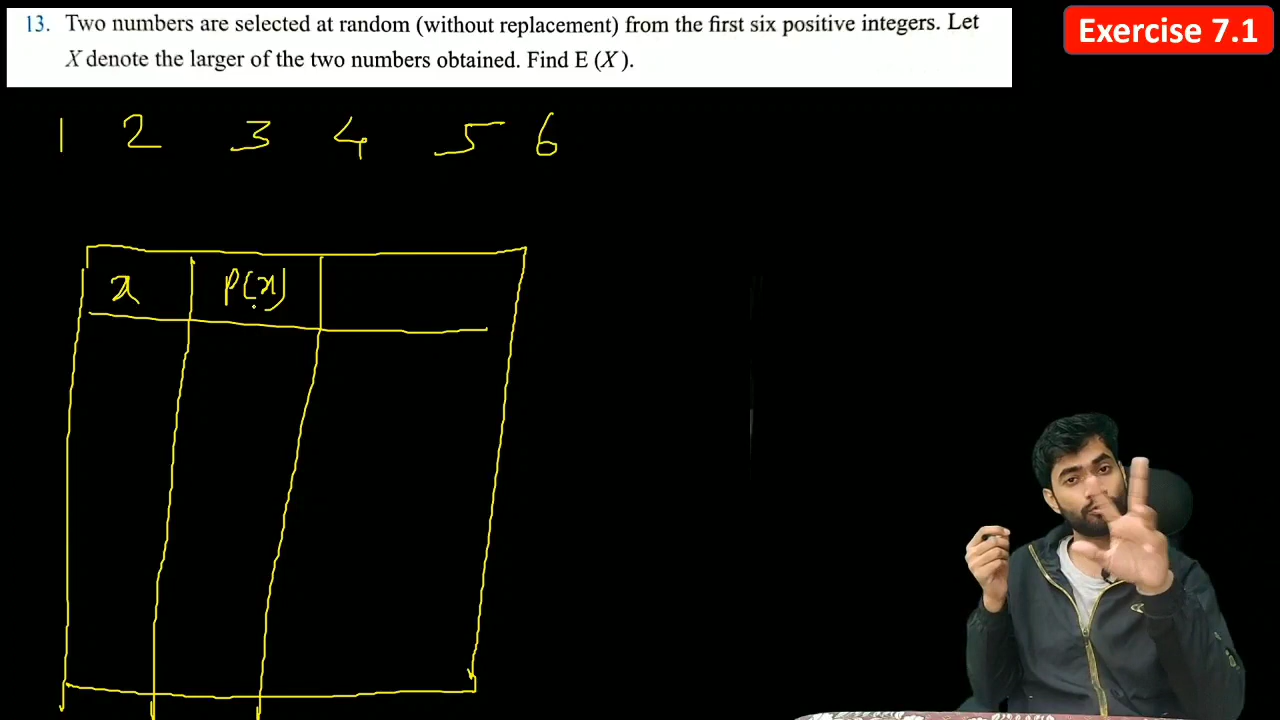 13. Two numbers are selected at random (without replacement) from the first six positive integers. Let
X denote the larger of the two numbers obtained. Find E (X).
Exercise 7.1
1 2 3 4 5 6
x P(x)